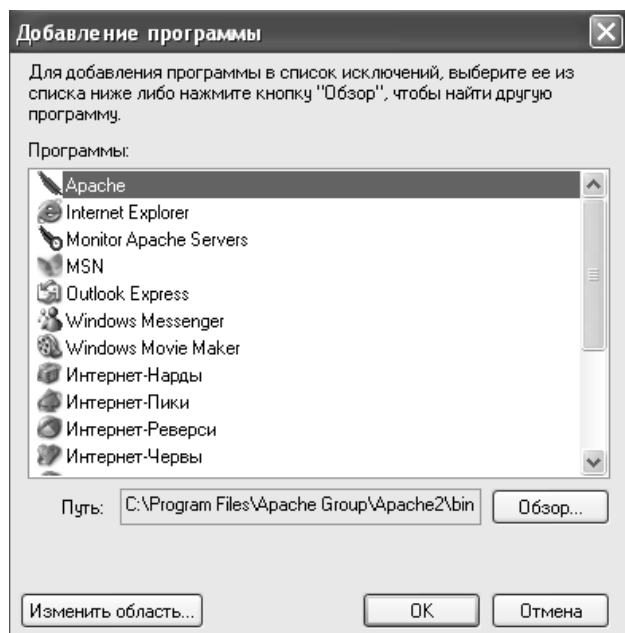 Добавление программы
Для добавления программы в список исключений, выберите ее из
списка ниже либо нажмите кнопку "Обзор", чтобы найти другую
программу.
Программы:
Apache
Internet Explorer
Monitor Apache Servers
MSN
Outlook Express
Windows Messenger
Windows Movie Maker
Интернет-Нарды
Интернет-Пики
Интернет-Реверси
Интернет-Червы
Путь: C:\Program Files\Apache Group\Apache2\bin Обзор...
Изменить область... OK Отмена